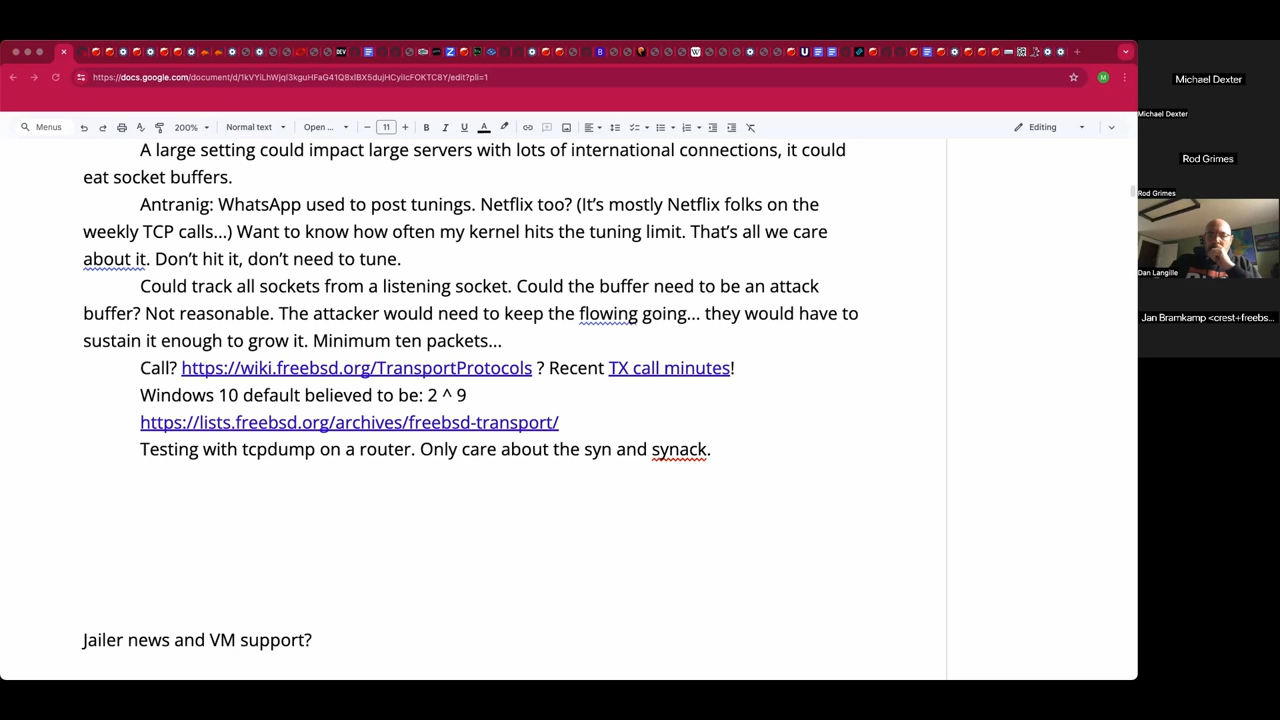 https://docs.google.com/document/d/1kVYiLhWjqI3kguHFaG41Q8xIBX5dujHCyiIcFOKTC8Y/edit?pli=1
Menus 200% Normal text Open ... 11 B I U A Editing
A large setting could impact large servers with lots of international connections, it could
eat socket buffers.
Antranig: WhatsApp used to post tunings. Netflix too? (It’s mostly Netflix folks on the
weekly TCP calls...) Want to know how often my kernel hits the tuning limit. That’s all we care
about it. Don’t hit it, don’t need to tune.
Could track all sockets from a listening socket. Could the buffer need to be an attack
buffer? Not reasonable. The attacker would need to keep the flowing going... they would have to
sustain it enough to grow it. Minimum ten packets...
Call? https://wiki.freebsd.org/TransportProtocols ? Recent TX call minutes!
Windows 10 default believed to be: 2 ^ 9
https://lists.freebsd.org/archives/freebsd-transport/
Testing with tcpdump on a router. Only care about the syn and synack.
Jailer news and VM support?
Michael Dexter
Michael Dexter
Rod Grimes
Rod Grimes
Dan Langille
Jan Bramkamp <crest+freebs...